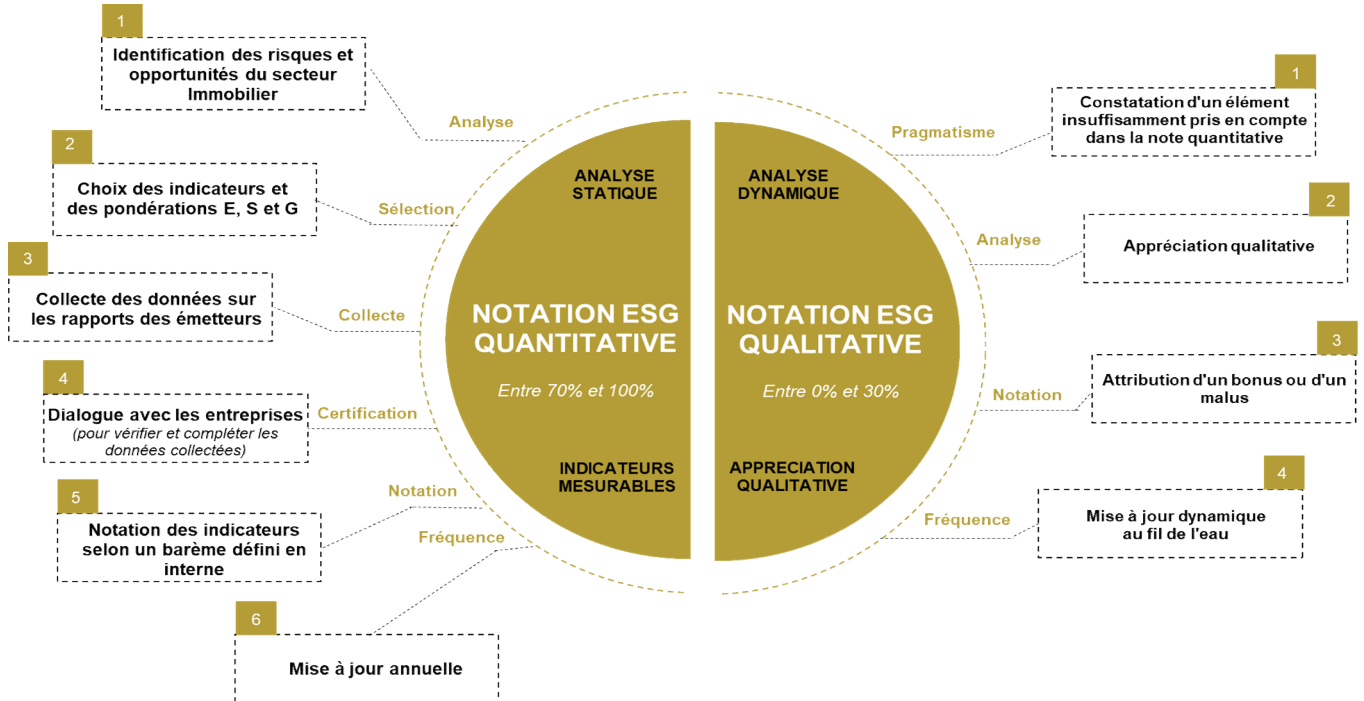 1
Identification des risques et
opportunités du secteur
Immobilier
Analyse
2
Choix des indicateurs et
des pondérations E, S et G
Sélection
3
Collecte des données sur
les rapports des émetteurs
Collecte
4
Dialogue avec les entreprises
(pour vérifier et compléter les
données collectées)
Certification
5
Notation des indicateurs
selon un barème défini en
interne
Notation
6
Mise à jour annuelle
Fréquence
ANALYSE
STATIQUE
NOTATION ESG
QUANTITATIVE
Entre 70% et 100%
INDICATEURS
MESURABLES
ANALYSE
DYNAMIQUE
NOTATION ESG
QUALITATIVE
Entre 0% et 30%
APPRECIATION
QUALITATIVE
Pragmatisme
1
Constatation d'un élément
insuffisamment pris en compte
dans la note quantitative
Analyse
2
Appréciation qualitative
Notation
3
Attribution d'un bonus ou d'un
malus
Fréquence
4
Mise à jour dynamique
au fil de l'eau